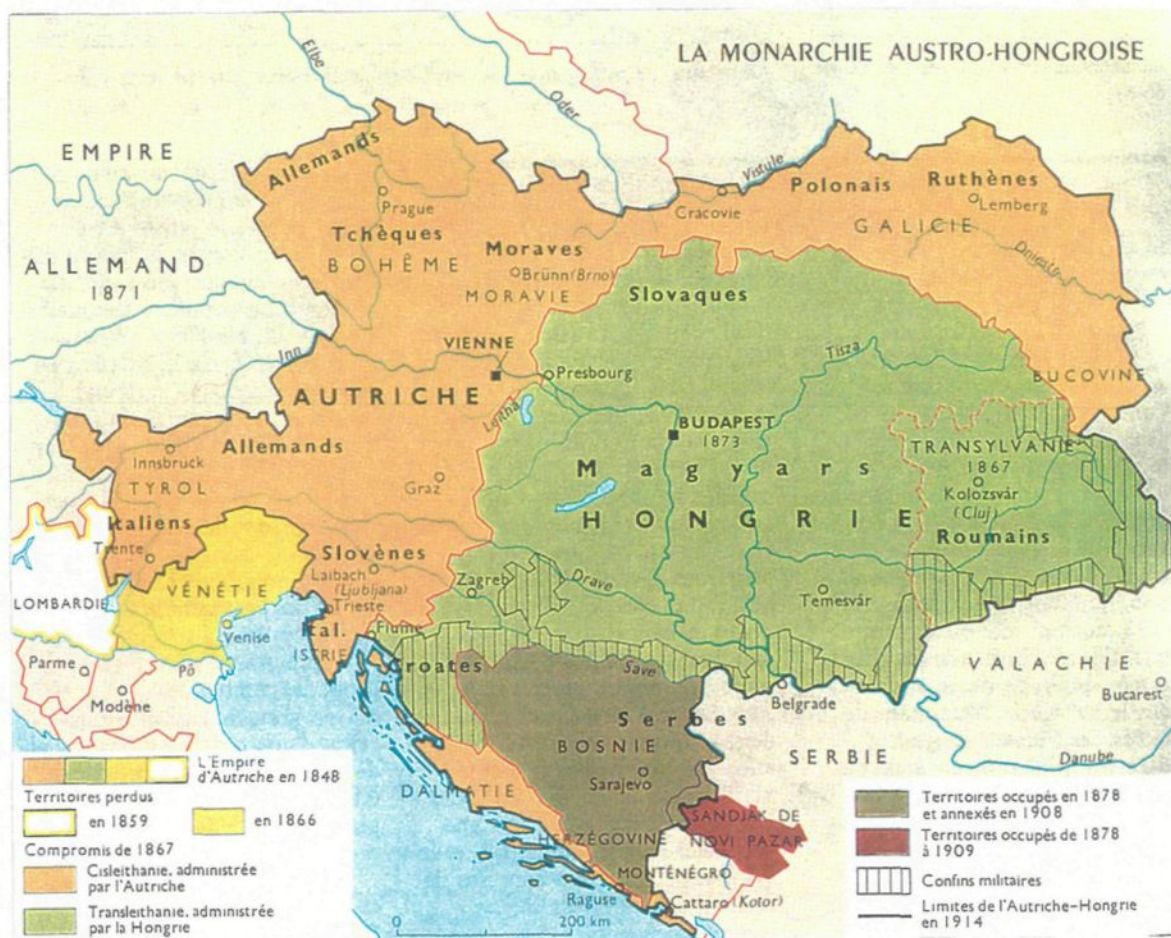 LA MONARCHIE AUSTRO-HONGROISE
Elbe
Oder
EMPIRE
ALLEMAND
1871
Allemands
Prague
Tchèques
BOHÊME
Moraves
Brünn (Brno)
MORAVIE
Cracovie
Vistule
Polonais
Ruthènes
Lemberg
GALICIE
Dniestr
Slovaques
Inn
VIENNE
Presbourg
Tisza
BUCOVINE
AUTRICHE
Leitha
BUDAPEST
1873
Allemands
Innsbruck
TYROL
Graz
Magyars
HONGRIE
TRANSYLVANIE
1867
Kolozsvár
(Cluj)
Roumains
Italiens
Trente
Slovènes
Laibach
(Ljubljana)
Trieste
Zagreb
Drave
Temesvár
LOMBARDIE
VÉNÉTIE
Venise
Ital.
ISTRIE
Fiume
Croates
Save
Belgrade
VALACHIE
Bucarest
Parme
Pô
Modène
Serbes
BOSNIE
Sarajevo
SERBIE
Danube
DALMATIE
HERZÉGOVINE
SANDJAK DE
NOVI PAZAR
MONTÉNÉGRO
Raguse
Cattaro (Kotor)
0
200 km
L'Empire
d'Autriche en 1848
Territoires perdus
en 1859
en 1866
Compromis de 1867
Cisleithanie, administrée
par l'Autriche
Transleithanie, administrée
par la Hongrie
Territoires occupés en 1878
et annexés en 1908
Territoires occupés de 1878
à 1909
Confins militaires
Limites de l'Autriche-Hongrie
en 1914